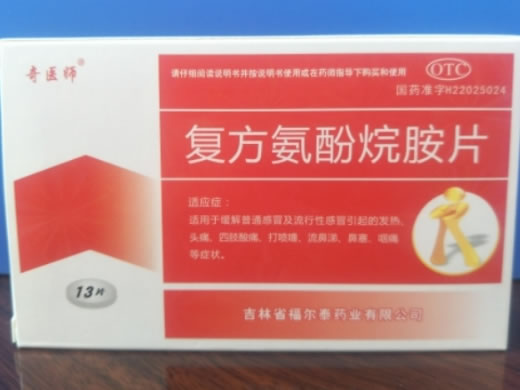 奇医师®
请仔细阅读说明书并按说明书使用或在药师指导下购买和使用
OTC
国药准字H22025024
复方氨酚烷胺片
适应症：
适用于缓解普通感冒及流行性感冒引起的发热、
头痛、四肢酸痛、打喷嚏、流鼻涕、鼻塞、咽痛
等症状。
13片
吉林省福尔泰药业有限公司